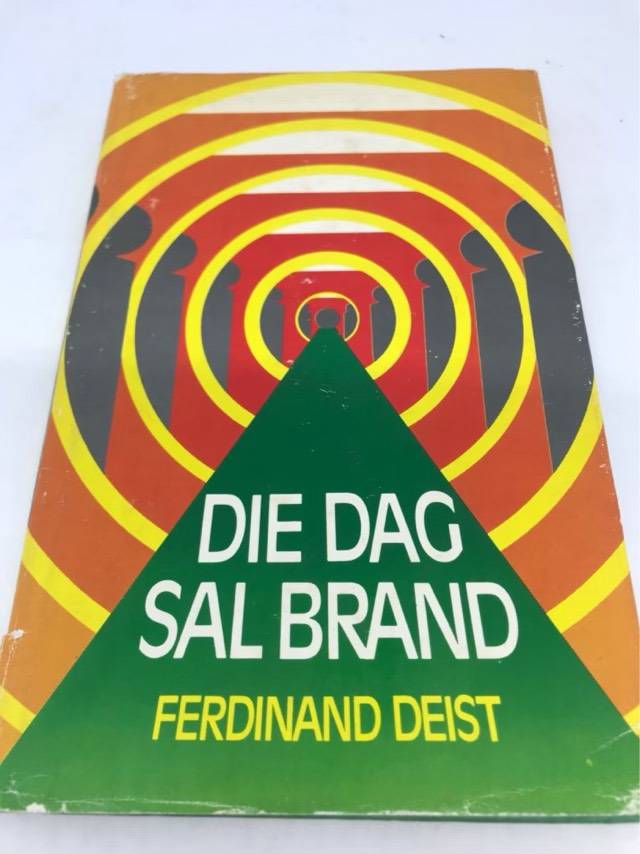 DIE DAG
SAL BRAND
FERDINAND DEIST